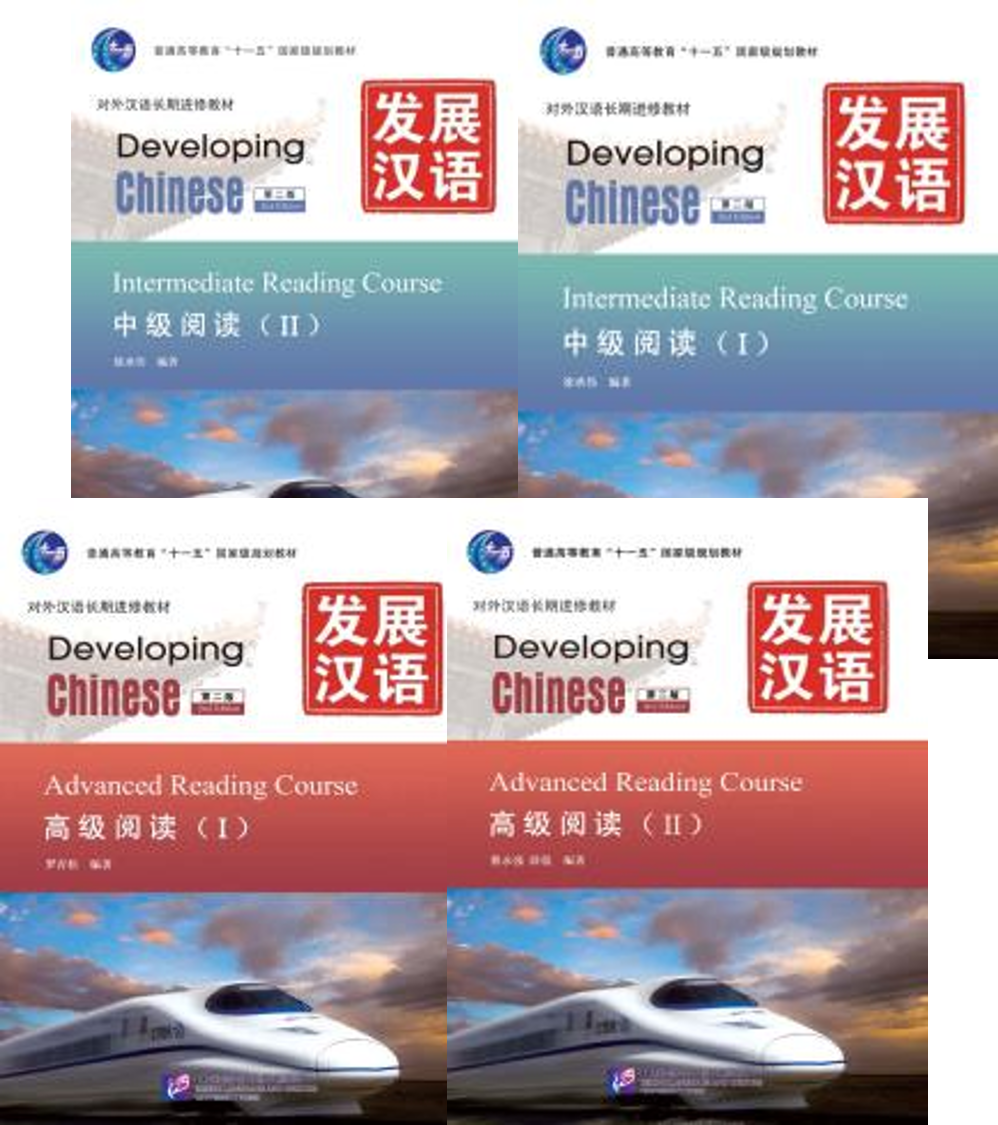 普通高等教育“十一五”国家级规划教材
对外汉语长期进修教材
Developing
Chinese
第二版
2nd Edition
发展
汉语
Intermediate Reading Course
中级阅读（II）
编著
普通高等教育“十一五”国家级规划教材
对外汉语长期进修教材
Developing
Chinese
第二版
2nd Edition
发展
汉语
Intermediate Reading Course
中级阅读（I）
编著
普通高等教育“十一五”国家级规划教材
对外汉语长期进修教材
Developing
Chinese
第二版
2nd Edition
发展
汉语
Advanced Reading Course
高级阅读（I）
罗青松 编著
普通高等教育“十一五”国家级规划教材
对外汉语长期进修教材
Developing
Chinese
第二版
2nd Edition
发展
汉语
Advanced Reading Course
高级阅读（II）
编著